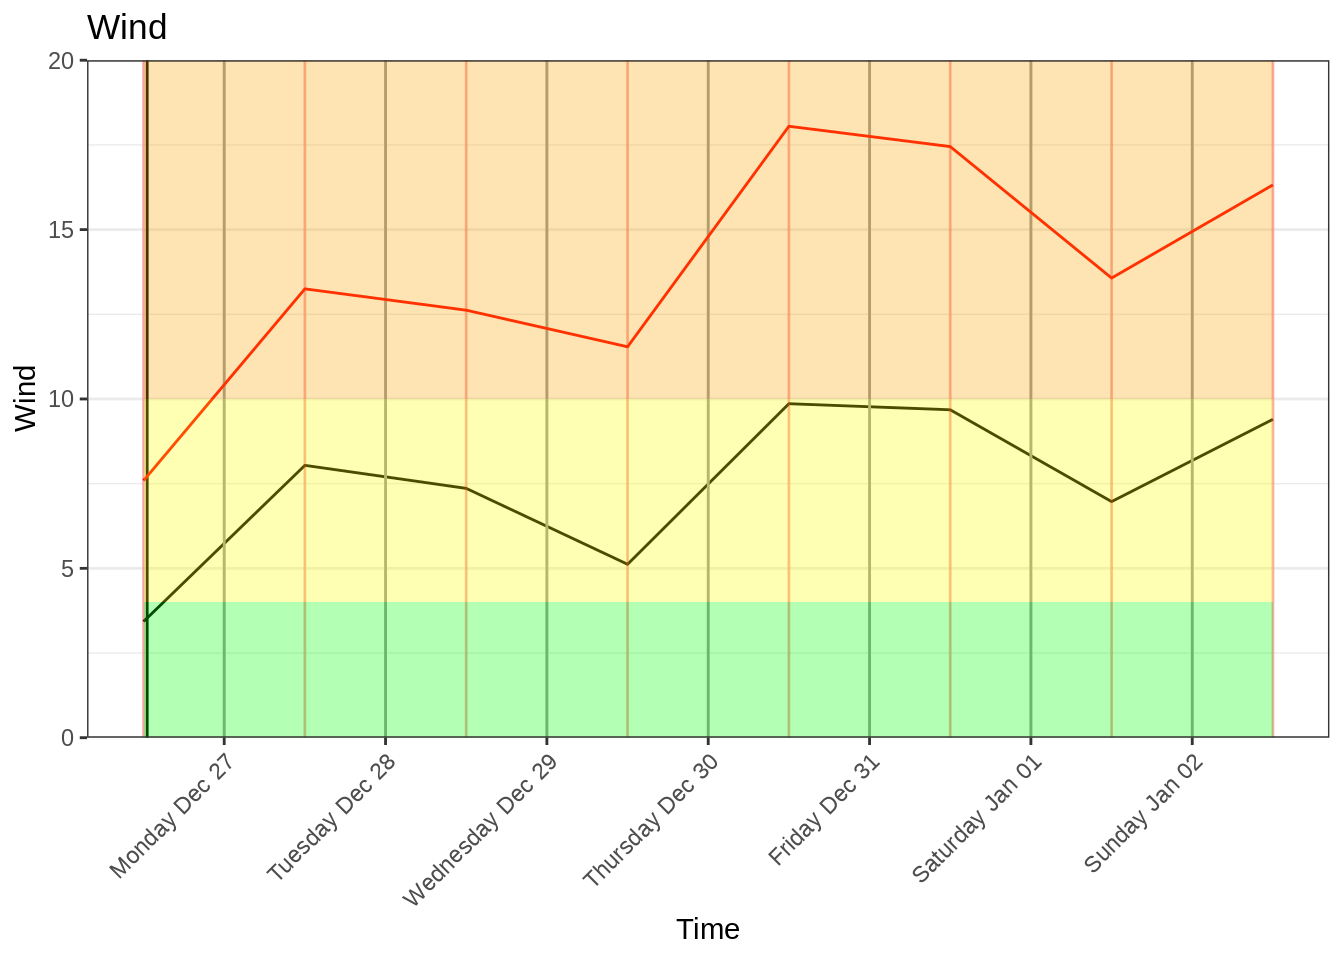 Wind
20
15
10
5
0
Wind
Monday Dec 27
Tuesday Dec 28
Wednesday Dec 29
Thursday Dec 30
Friday Dec 31
Saturday Jan 01
Sunday Jan 02
Time